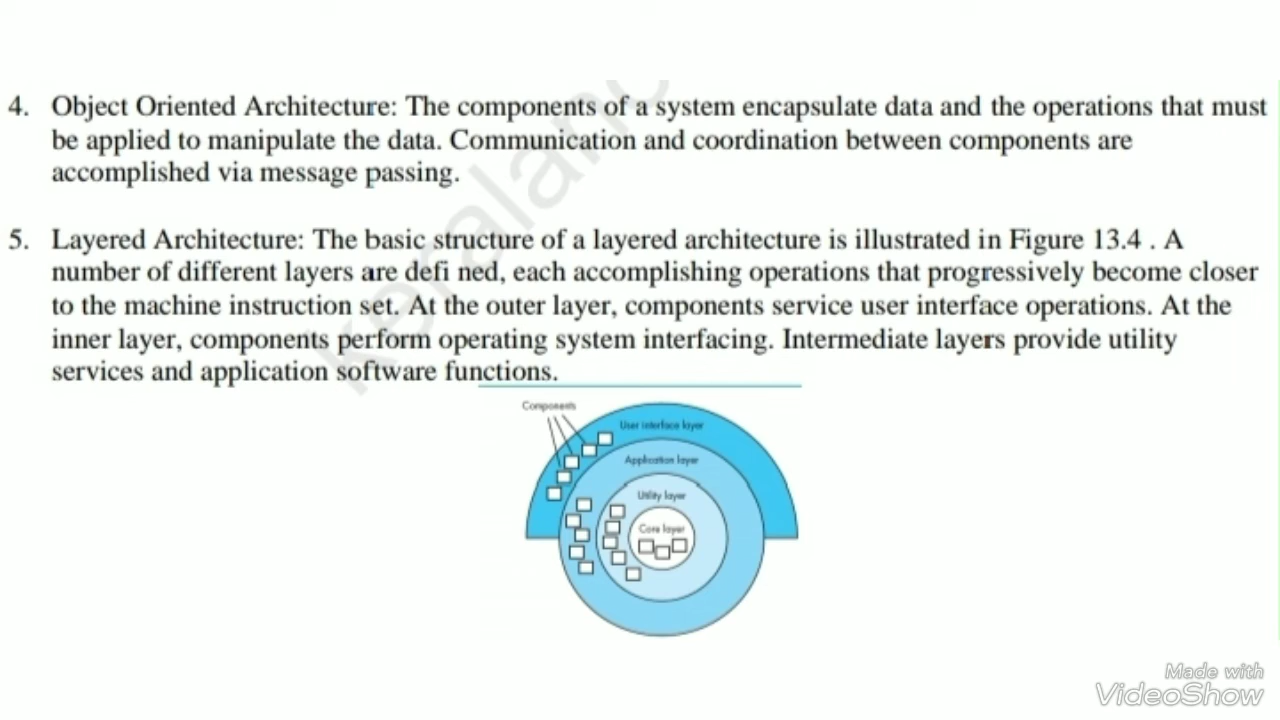 4. Object Oriented Architecture: The components of a system encapsulate data and the operations that must
be applied to manipulate the data. Communication and coordination between components are
accomplished via message passing.
5. Layered Architecture: The basic structure of a layered architecture is illustrated in Figure 13.4 . A
number of different layers are defi ned, each accomplishing operations that progressively become closer
to the machine instruction set. At the outer layer, components service user interface operations. At the
inner layer, components perform operating system interfacing. Intermediate layers provide utility
services and application software functions.
Components
User interface layer
Application layer
Utility layer
Core layer
Made with
VideoShow